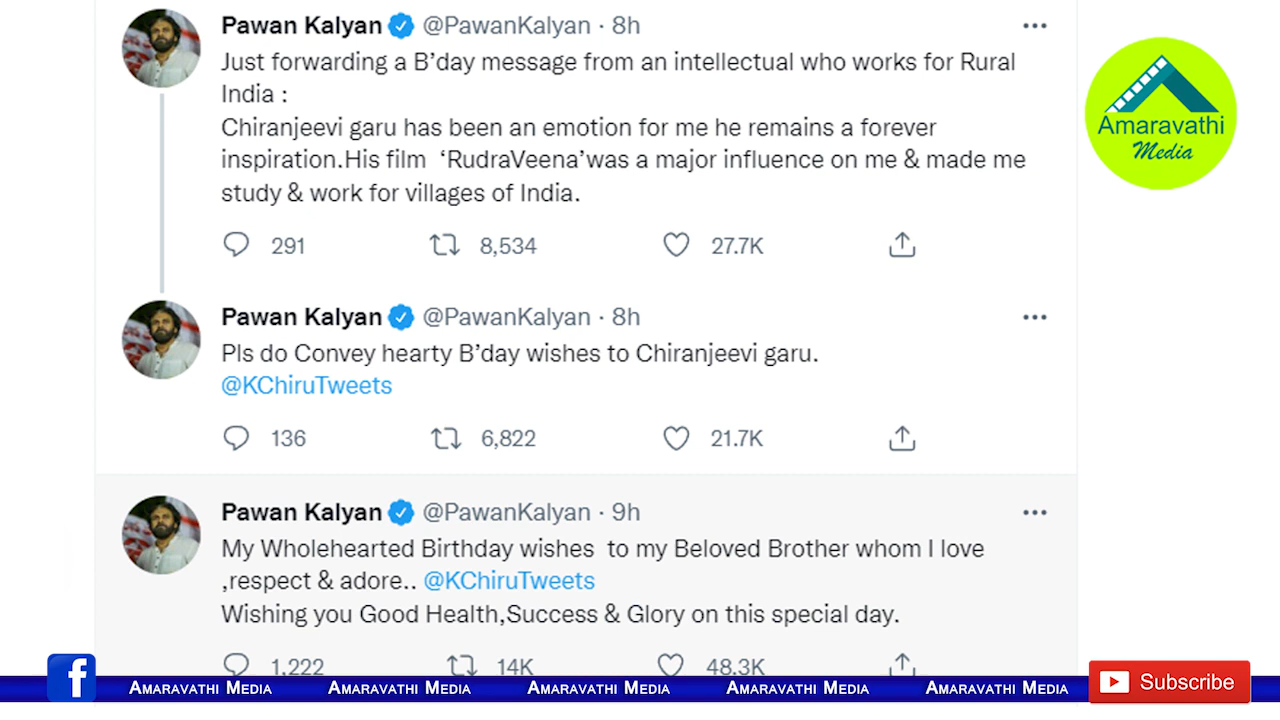 Pawan Kalyan @PawanKalyan · 8h
Just forwarding a B’day message from an intellectual who works for Rural
India :
Chiranjeevi garu has been an emotion for me he remains a forever
inspiration.His film ‘RudraVeena’was a major influence on me & made me
study & work for villages of India.
291 8,534 27.7K
Pawan Kalyan @PawanKalyan · 8h
Pls do Convey hearty B’day wishes to Chiranjeevi garu.
@KChiruTweets
136 6,822 21.7K
Pawan Kalyan @PawanKalyan · 9h
My Wholehearted Birthday wishes to my Beloved Brother whom I love
,respect & adore.. @KChiruTweets
Wishing you Good Health,Success & Glory on this special day.
1,222 14K 48.3K
Amaravathi
Media
f
Amaravathi Media Amaravathi Media Amaravathi Media Amaravathi Media Amaravathi Media
Subscribe